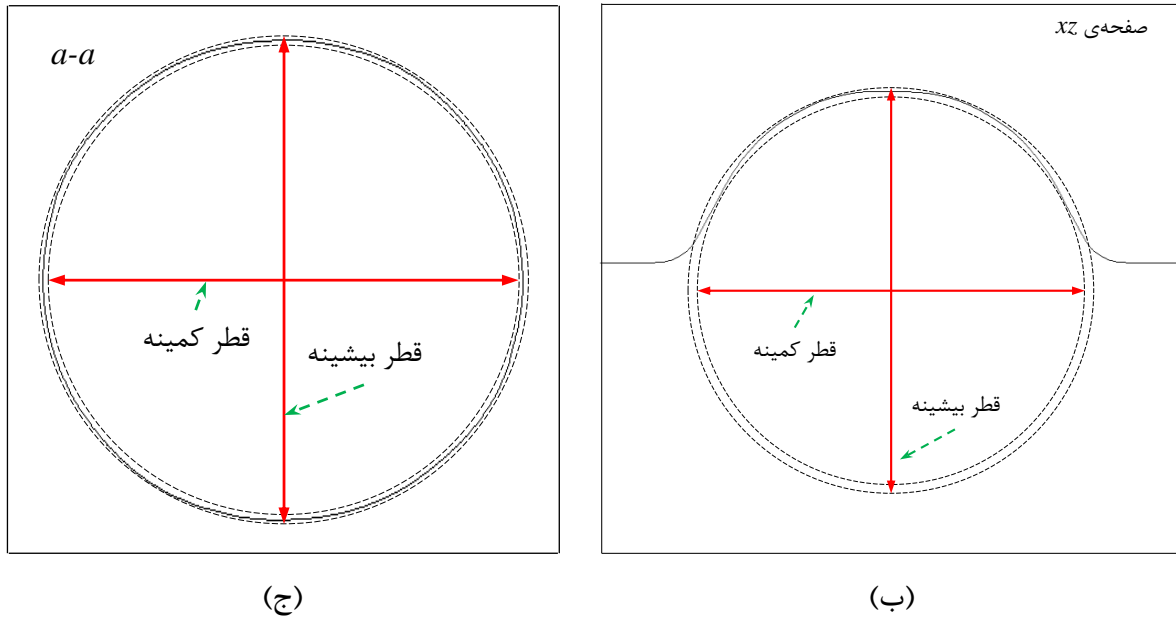 صفحه‌ی xz
قطر کمینه
قطر بیشینه
(ب)
a-a
قطر کمینه
قطر بیشینه
(ج)